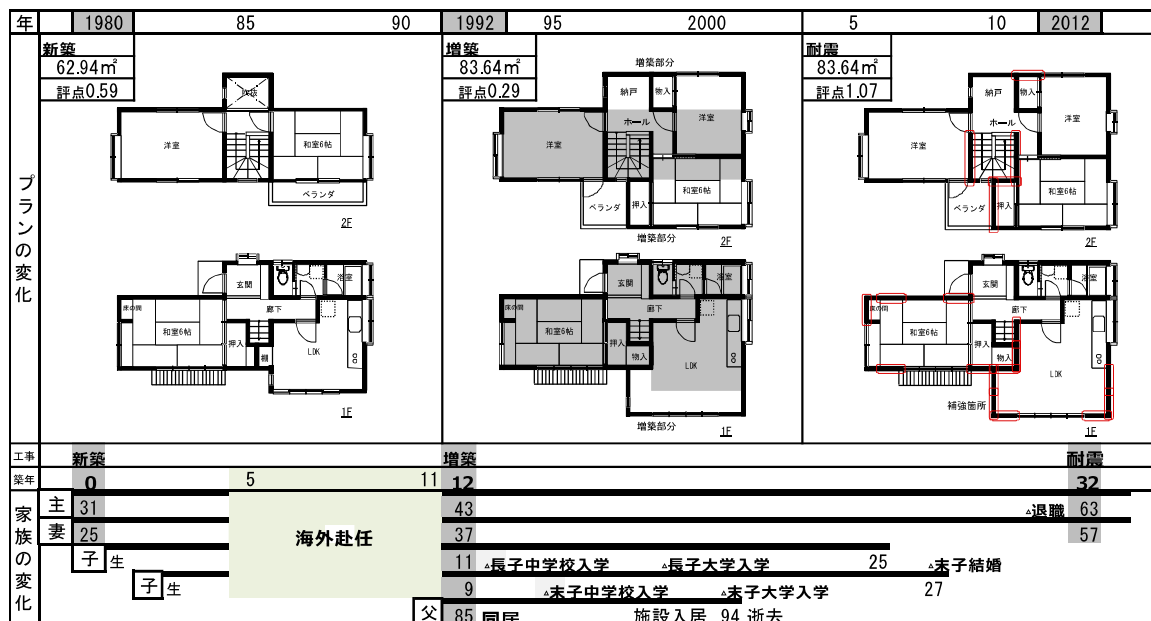 年 1980 85 90 1992 95 2000 5 10 2012
プランの変化
新築
62.94㎡
評点0.59
洋室
和室6帖
ベランダ
2F
玄関
浴室
床の間
廊下
和室6帖
押入
棚
LDK
1F
増築
83.64㎡
評点0.29
増築部分
納戸
物入
ホール
洋室
洋室
和室6帖
ベランダ
押入
増築部分
2F
玄関
浴室
床の間
廊下
和室6帖
押入
物入
LDK
増築部分
1F
耐震
83.64㎡
評点1.07
納戸
物入
ホール
洋室
洋室
和室6帖
ベランダ
押入
2F
玄関
浴室
床の間
廊下
和室6帖
押入
物入
LDK
補強箇所
1F
工事 新築 増築 耐震
築年 0 5 11 12 32
家族の変化
主 31 43 △退職 63
妻 25 海外赴任 37 57
子 生 11 △長子中学校入学 △長子大学入学 25 △末子結婚
子 生 9 △末子中学校入学 △末子大学入学 27
父 85 同居 施設入居 94 逝去